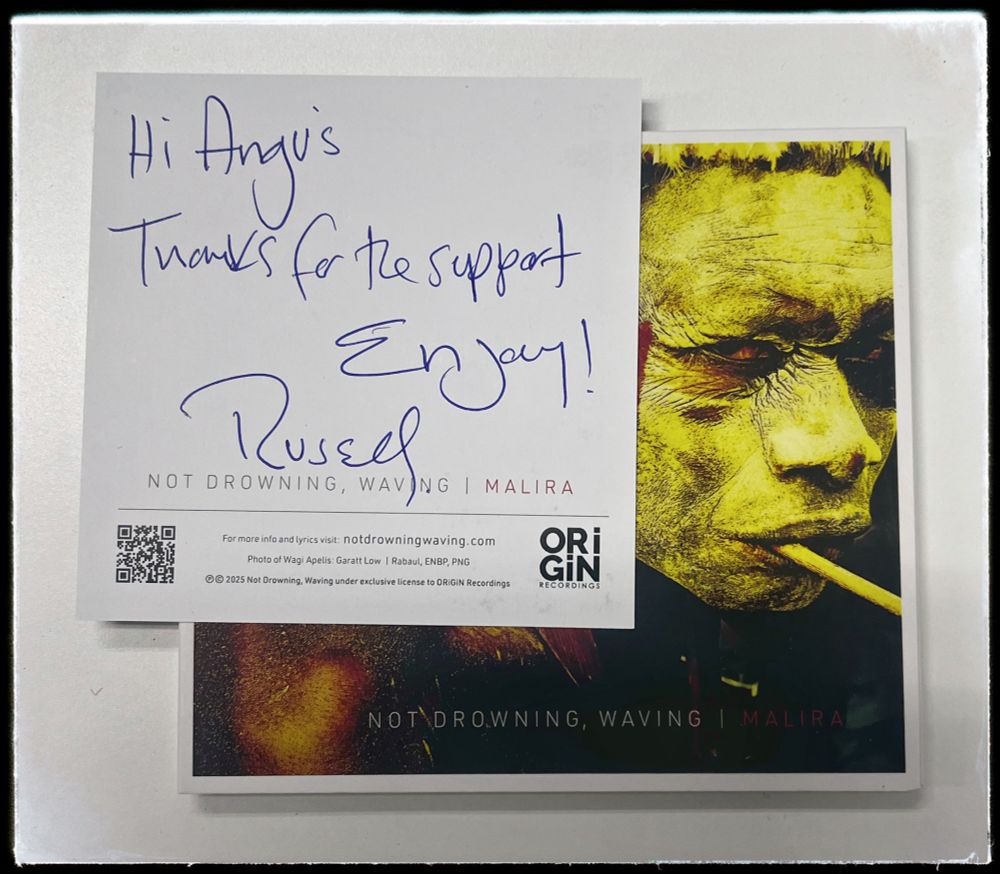 Hi Angus
Thanks for the support
Enjoy!
Russell
NOT DROWNING, WAVING | MALIRA
For more info and lyrics visit: notdrowningwaving.com
Photo of Wagi Apelis: Garatt Low | Rabaul, ENBP, PNG
℗© 2025 Not Drowning, Waving under exclusive license to ORiGiN Recordings
ORi
GiN
RECORDINGS
NOT DROWNING, WAVING | MALIRA